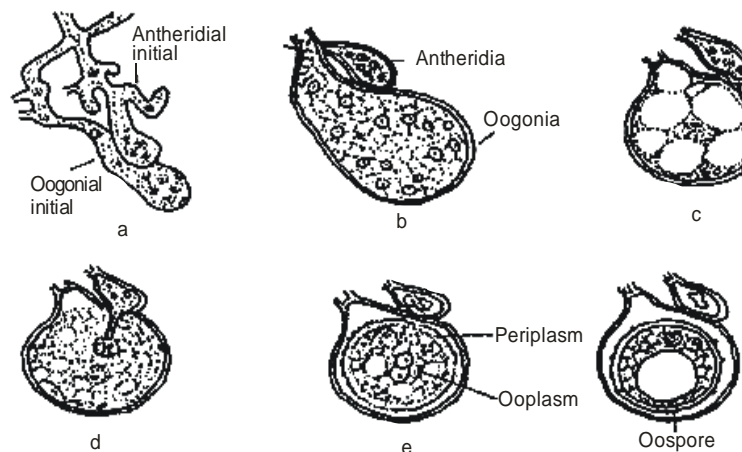 Antheridial
initial
Oogonial
initial
a
Antheridia
Oogonia
b
c
d
Periplasm
Ooplasm
e
Oospore